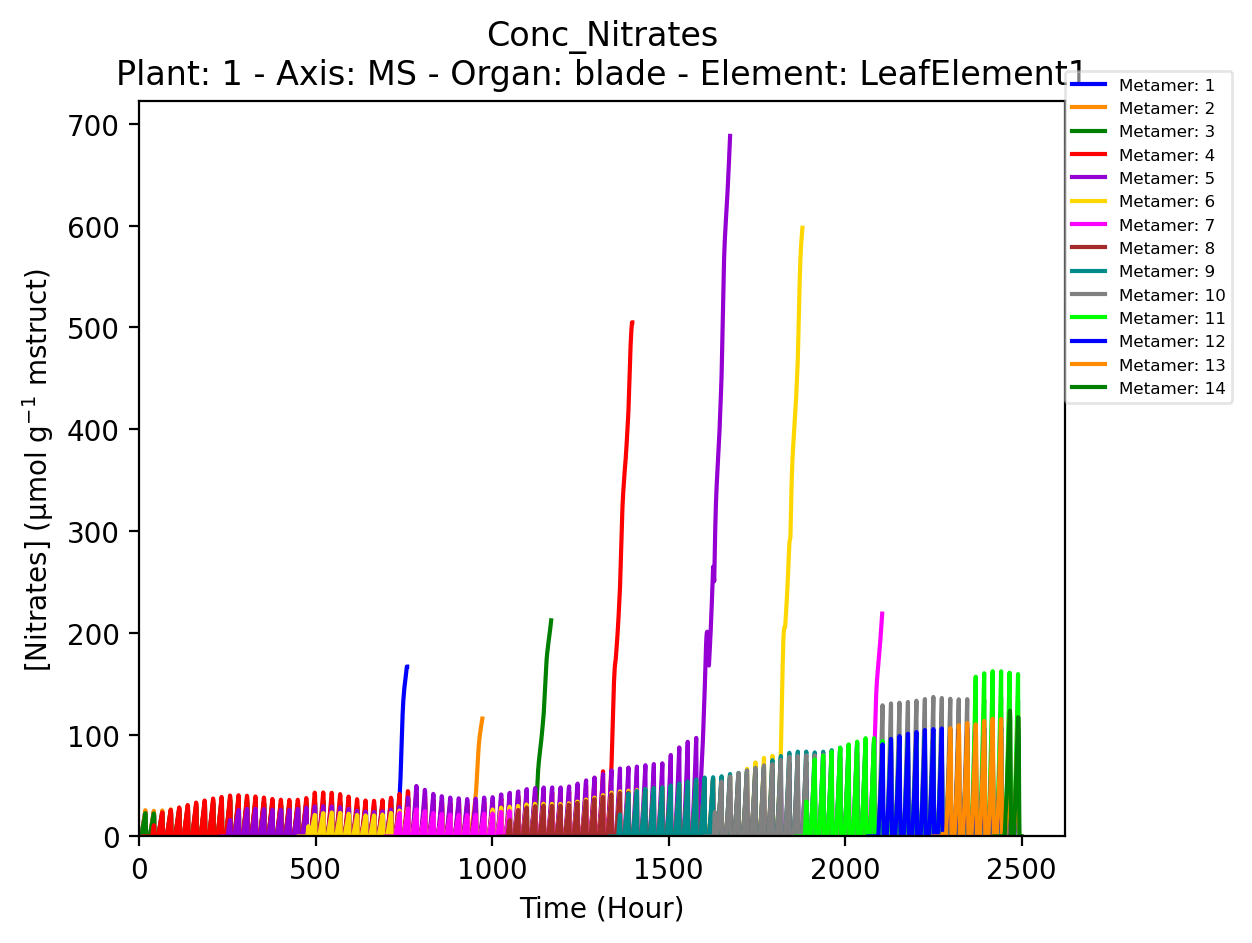 Conc_Nitrates
Plant: 1 - Axis: MS - Organ: blade - Element: LeafElement1
[Nitrates] (µmol g⁻¹ mstruct)
700
600
500
400
300
200
100
0
0 500 1000 1500 2000 2500
Time (Hour)
Metamer: 1
Metamer: 2
Metamer: 3
Metamer: 4
Metamer: 5
Metamer: 6
Metamer: 7
Metamer: 8
Metamer: 9
Metamer: 10
Metamer: 11
Metamer: 12
Metamer: 13
Metamer: 14